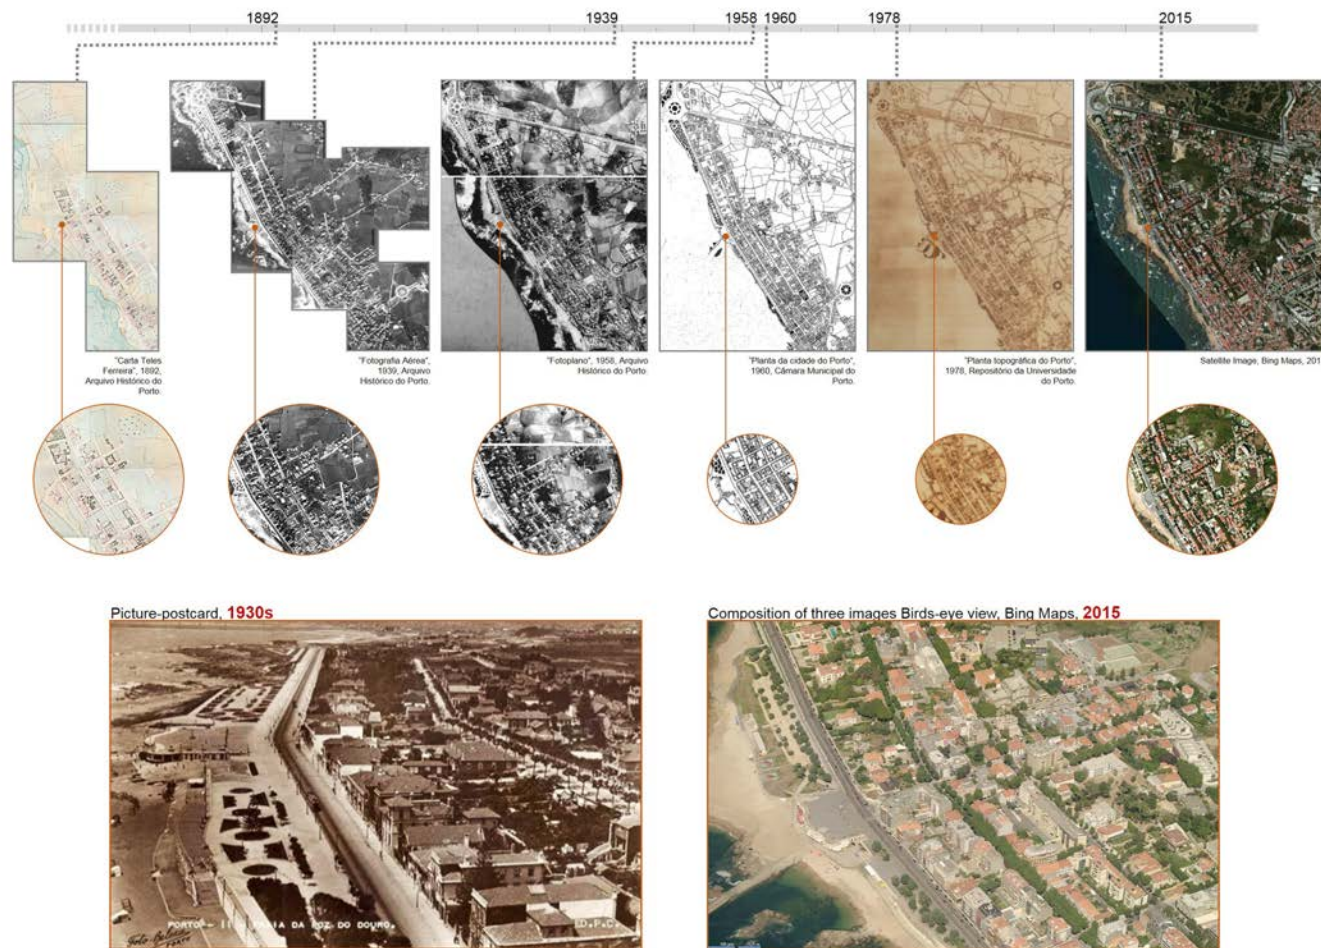 1892
1939
1958
1960
1978
2015
"Carta Teles
Ferreira", 1892,
Arquivo Histórico do
Porto.
"Fotografia Aérea",
1939, Arquivo
Histórico do Porto.
"Fotoplano", 1958, Arquivo
Histórico do Porto
"Planta da cidade do Porto",
1960, Câmara Municipal do
Porto.
"Planta topográfica do Porto",
1978, Repositório da Universidade
do Porto.
Satellite Image, Bing Maps, 201
Picture-postcard, 1930s
Composition of three images Birds-eye view, Bing Maps, 2015
PORTO - 11 PRAIA DA FOZ DO DOURO.
ED.P.C.
PORTO